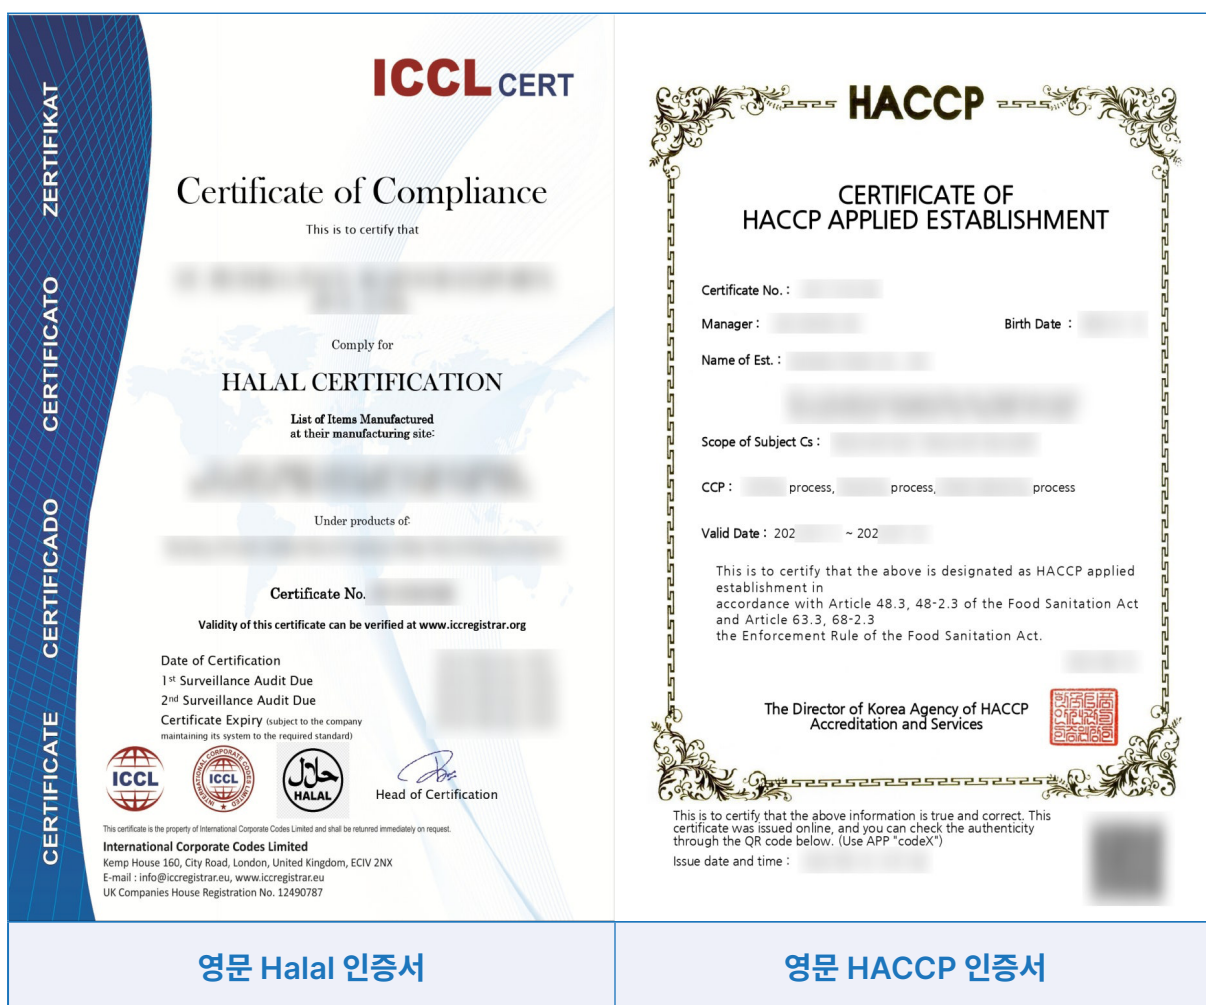 ZERTIFIKAT
CERTIFICATO
CERTIFICADO
CERTIFICATE
ICCL CERT
Certificate of Compliance
This is to certify that
Comply for
HALAL CERTIFICATION
List of Items Manufactured
at their manufacturing site:
Under products of:
Certificate No.
Validity of this certificate can be verified at www.iccregistrar.org
Date of Certification
1st Surveillance Audit Due
2nd Surveillance Audit Due
Certificate Expiry (subject to the company
maintaining its system to the required standard)
ICCL
INTERNATIONAL CORPORATE CODES LIMITED
ICCL
حلال
HALAL
Head of Certification
This certificate is the property of International Corporate Codes Limited and shall be retunred immediately on request.
International Corporate Codes Limited
Kemp House 160, City Road, London, United Kingdom, ECIV 2NX
E-mail : info@iccregistrar.eu, www.iccregistrar.eu
UK Companies House Registration No. 12490787
영문 Halal 인증서
HACCP
CERTIFICATE OF
HACCP APPLIED ESTABLISHMENT
Certificate No. :
Manager :
Birth Date :
Name of Est. :
Scope of Subject Cs :
CCP : process, process, process
Valid Date : 202 ~ 202
This is to certify that the above is designated as HACCP applied
establishment in
accordance with Article 48.3, 48-2.3 of the Food Sanitation Act
and Article 63.3, 68-2.3
the Enforcement Rule of the Food Sanitation Act.
The Director of Korea Agency of HACCP
Accreditation and Services
This is to certify that the above information is true and correct. This
certificate was issued online, and you can check the authenticity
through the QR code below. (Use APP "codeX")
Issue date and time :
영문 HACCP 인증서